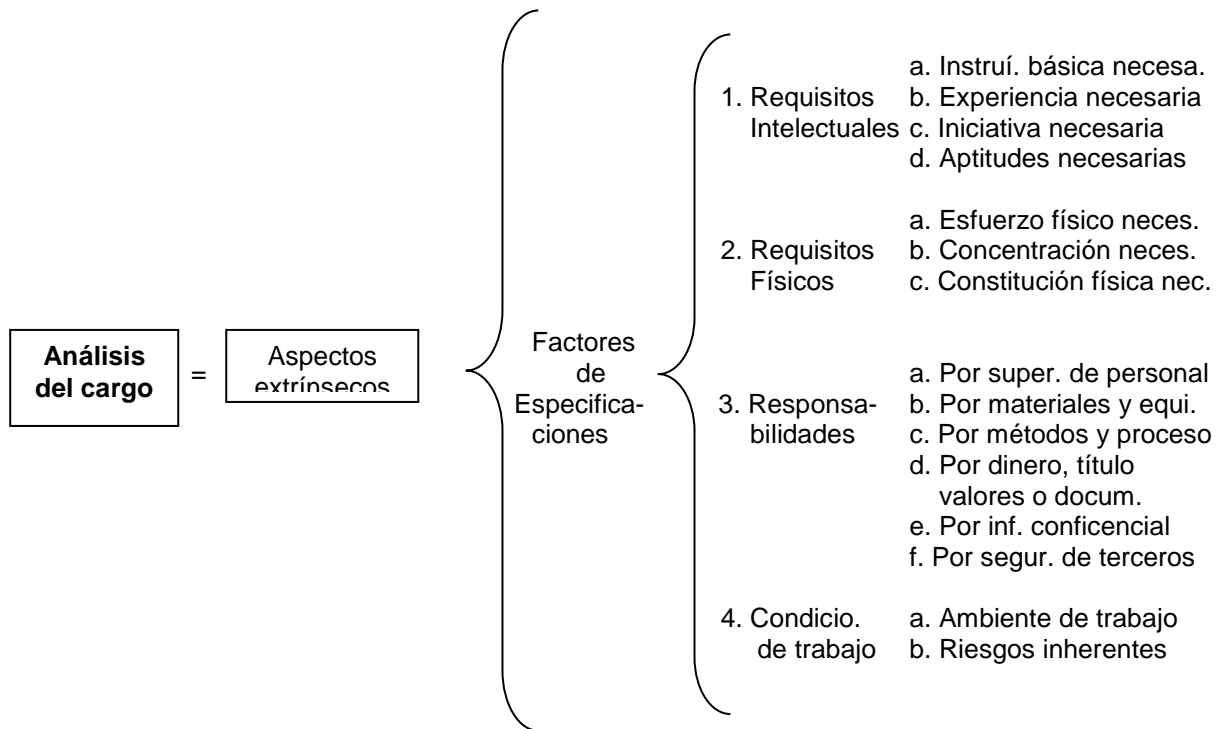 Análisis
del cargo
=
Aspectos
extrínsecos
Factores
de
Especifica-
ciones
1. Requisitos
Intelectuales
a. Instruí. básica necesa.
b. Experiencia necesaria
c. Iniciativa necesaria
d. Aptitudes necesarias
2. Requisitos
Físicos
a. Esfuerzo físico neces.
b. Concentración neces.
c. Constitución física nec.
3. Responsa-
bilidades
a. Por super. de personal
b. Por materiales y equi.
c. Por métodos y proceso
d. Por dinero, título
valores o docum.
e. Por inf. conficencial
f. Por segur. de terceros
4. Condicio.
de trabajo
a. Ambiente de trabajo
b. Riesgos inherentes